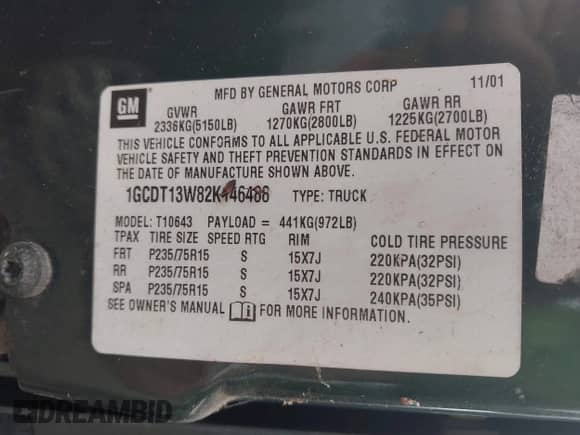 MFD BY GENERAL MOTORS CORP 11/01
GM
GVWR GAWR FRT GAWR RR
2336KG(5150LB) 1270KG(2800LB) 1225KG(2700LB)
THIS VEHICLE CONFORMS TO ALL APPLICABLE U.S. FEDERAL MOTOR
VEHICLE SAFETY AND THEFT PREVENTION STANDARDS IN EFFECT ON
THE DATE OF MANUFACTURE SHOWN ABOVE.
1GCDT13W82K146486 TYPE: TRUCK
MODEL: T10643 PAYLOAD = 441KG(972LB)
TPAX TIRE SIZE SPEED RTG RIM COLD TIRE PRESSURE
FRT P235/75R15 S 15X7J 220KPA(32PSI)
RR P235/75R15 S 15X7J 220KPA(32PSI)
SPA P235/75R15 S 15X7J 240KPA(35PSI)
SEE OWNER'S MANUAL FOR MORE INFORMATION.
DREAMBID